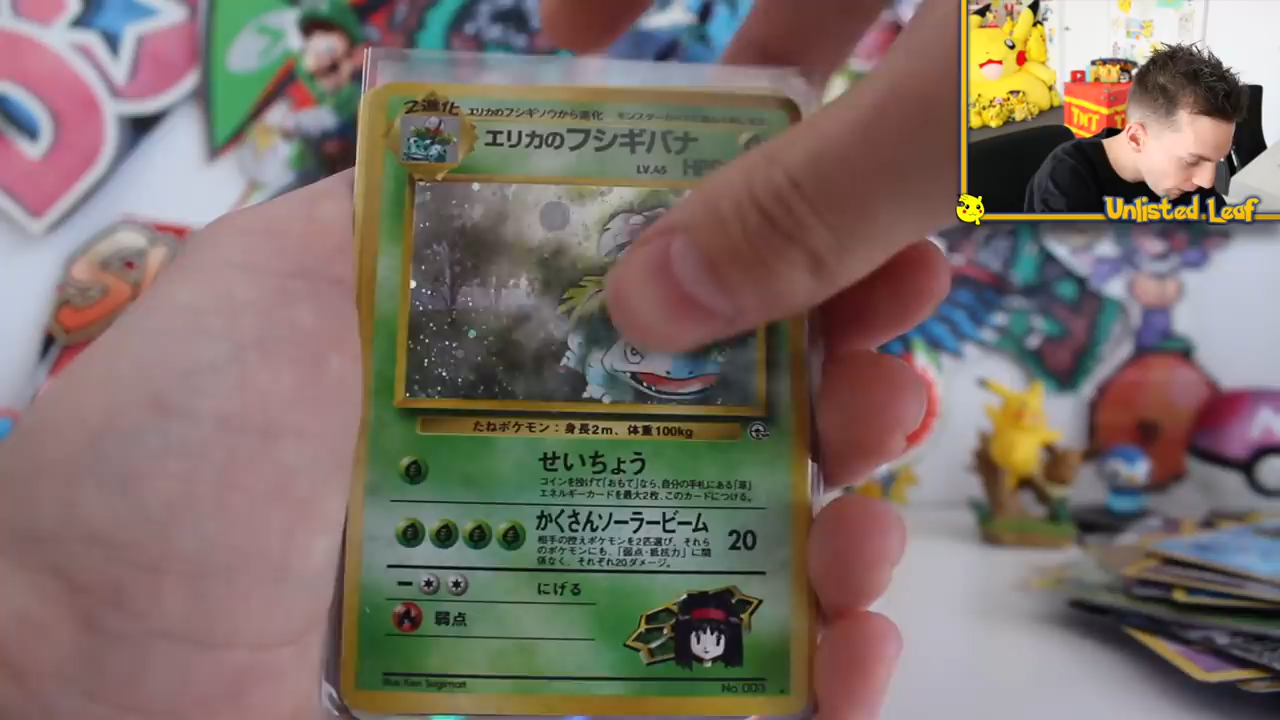 2進化 エリカのフシギソウから進化
エリカのフシギバナ
LV.45
たねポケモン：身長2m、体重100kg
せいちょう
コインを投げて「おもて」なら、自分の手札にある「草」
エネルギーカードを最大2枚、このカードにつける。
かくさんソーラービーム 20
相手の控えポケモンを2匹選び、それら
のポケモンにも、「弱点・抵抗力」に関
係なく、それぞれ20ダメージ。
にげる
弱点
Illus. Ken Sugimori
No.003
TNT
Unlisted Leaf